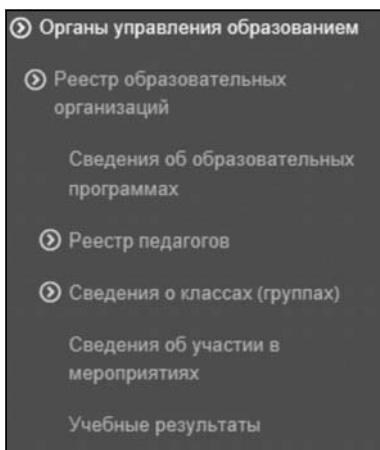 Органы управления образованием
Реестр образовательных
организаций
Сведения об образовательных
программах
Реестр педагогов
Сведения о классах (группах)
Сведения об участии в
мероприятиях
Учебные результаты